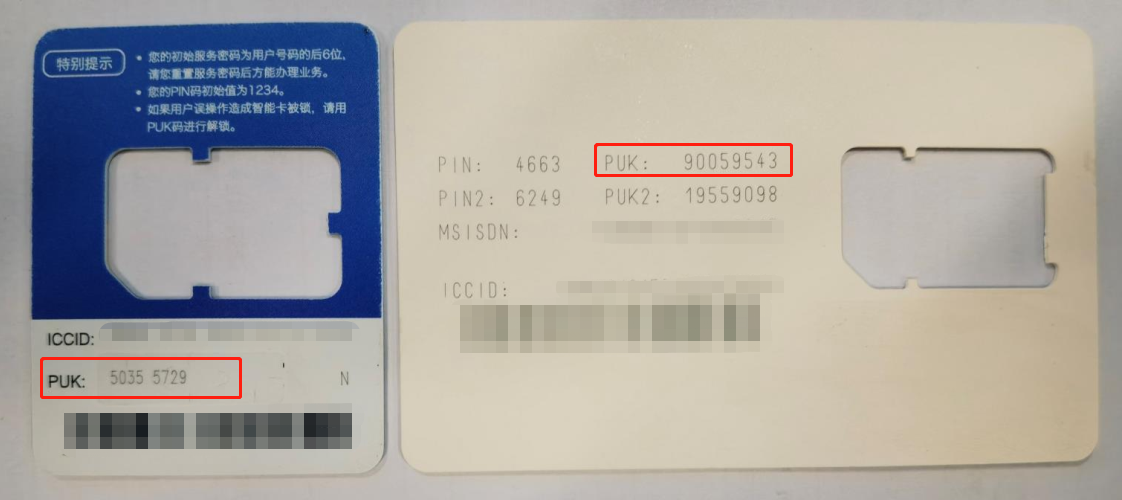 特别提示
• 您的初始服务密码为用户号码的后6位，
请您重置服务密码后方能办理业务。
• 您的PIN码初始值为1234。
• 如果用户误操作造成智能卡被锁，请用
PUK码进行解锁。
ICCID:
PUK: 5035 5729 N
PIN: 4663 PUK: 90059543
PIN2: 6249 PUK2: 19559098
MSISDN:
ICCID: